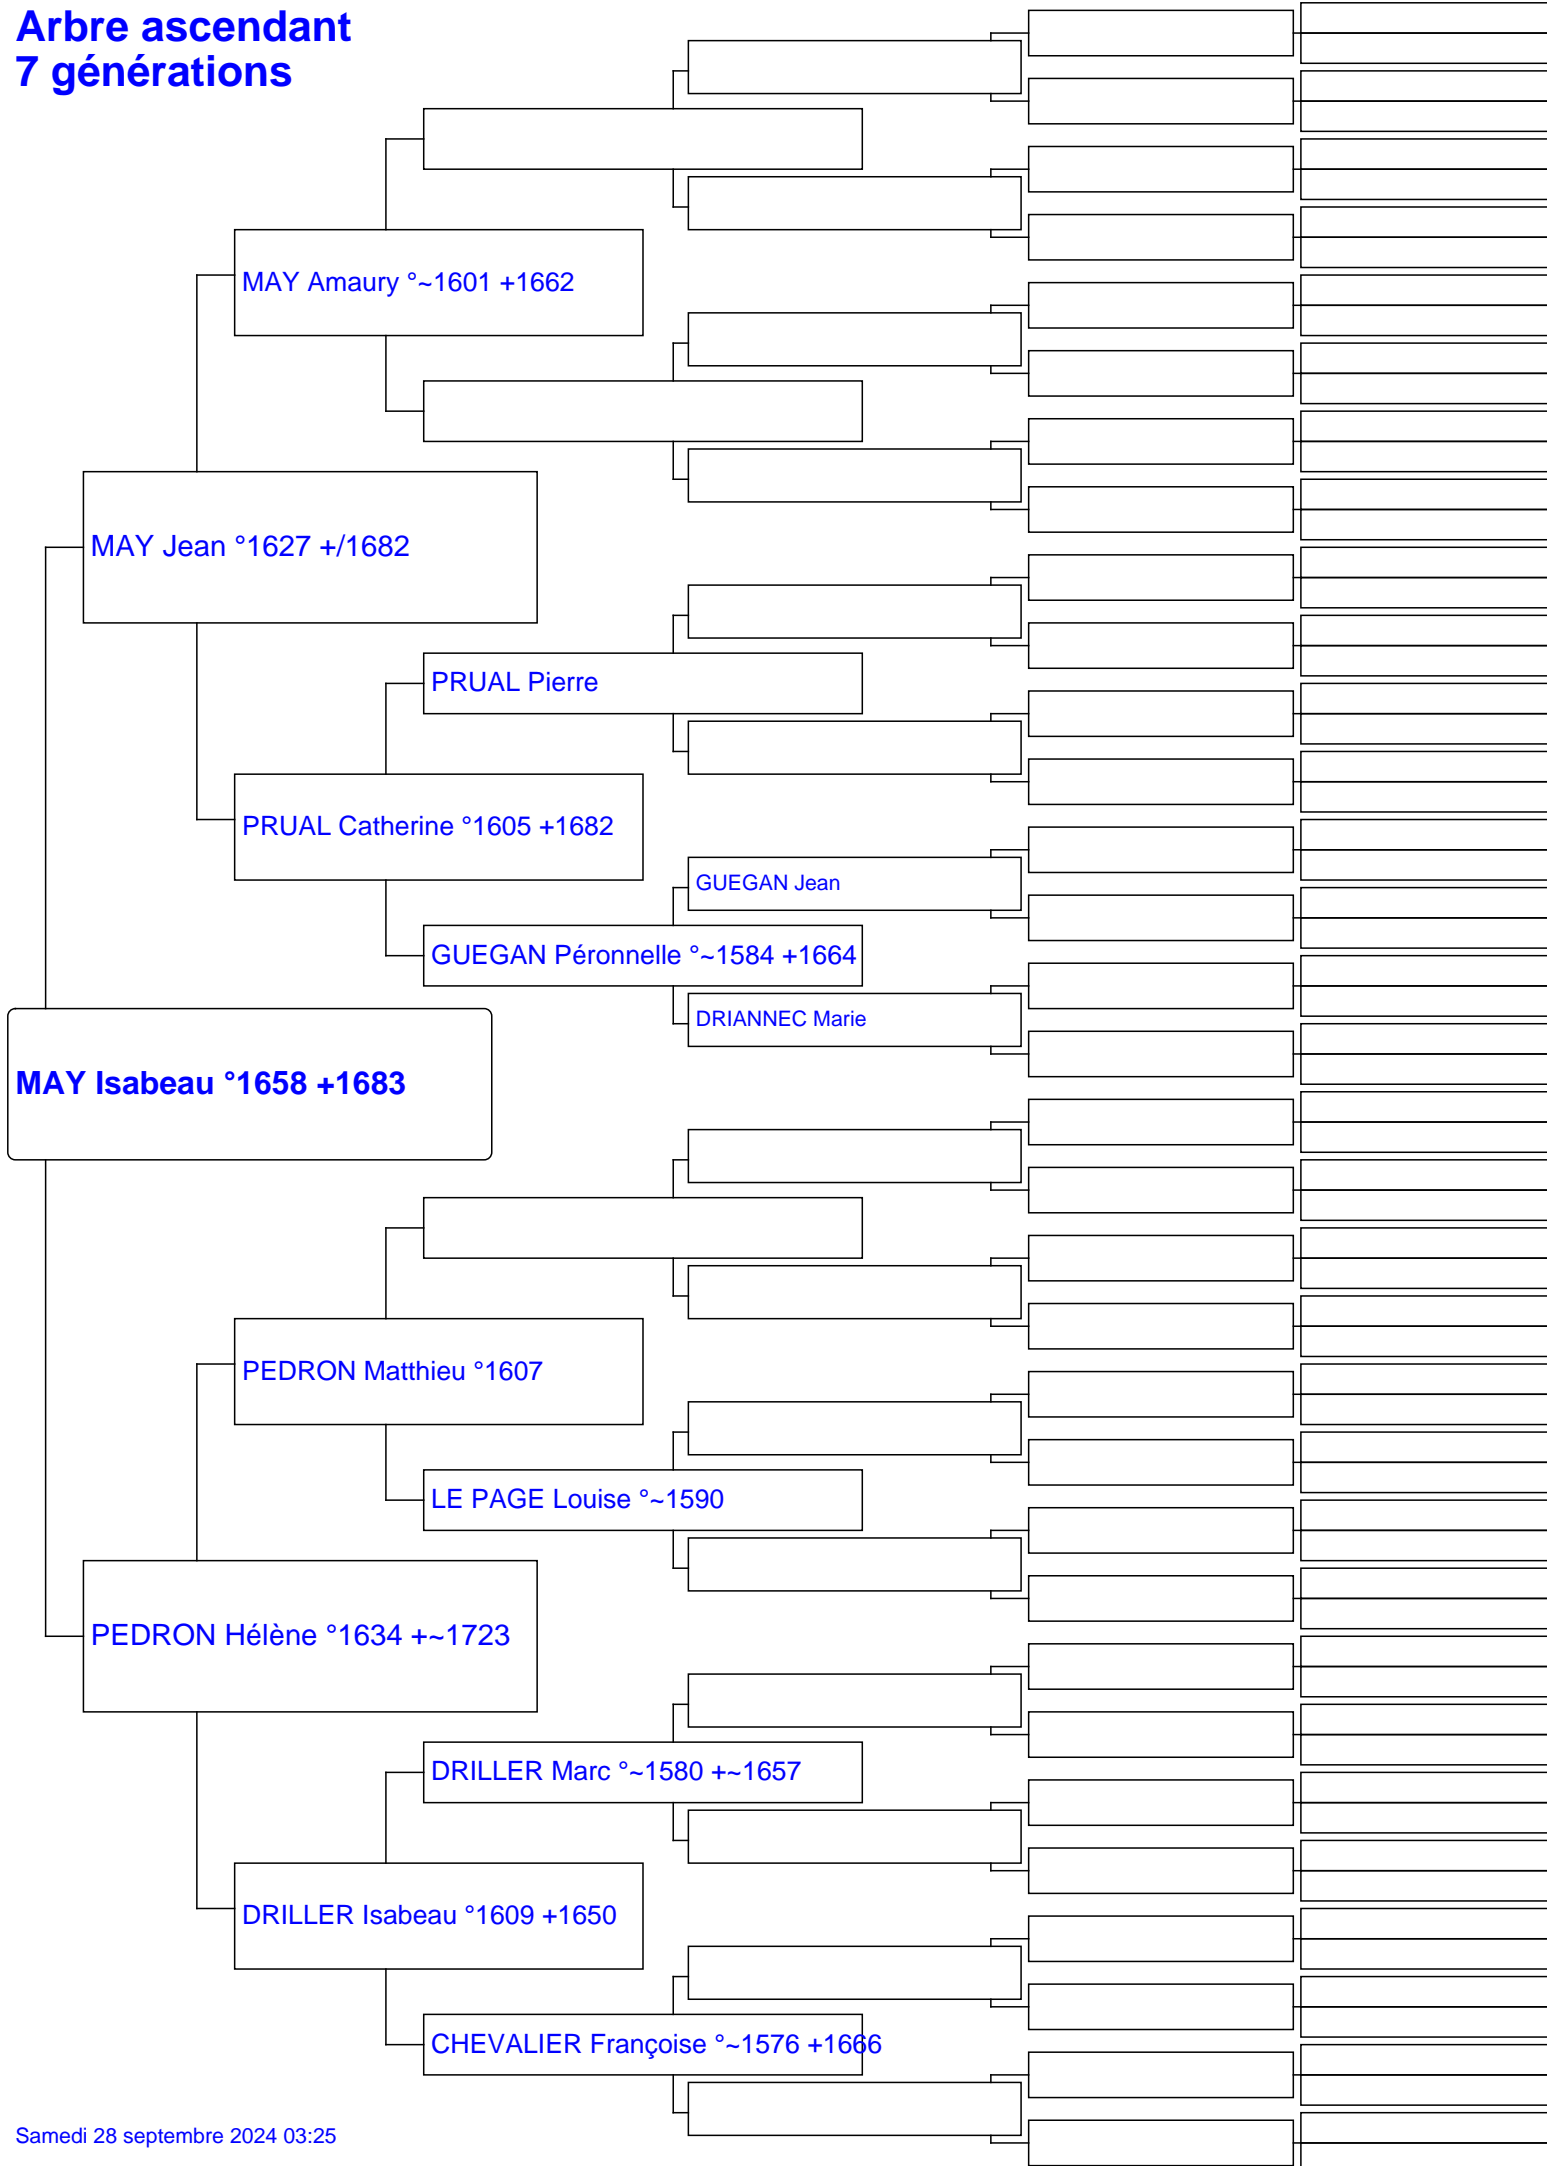 Arbre ascendant
7 générations
MAY Amaury °~1601 +1662
MAY Jean °1627 +/1682
PRUAL Pierre
PRUAL Catherine °1605 +1682
GUEGAN Jean
GUEGAN Péronnelle °~1584 +1664
DRIANNEC Marie
MAY Isabeau °1658 +1683
PEDRON Matthieu °1607
LE PAGE Louise °~1590
PEDRON Hélène °1634 +~1723
DRILLER Marc °~1580 +~1657
DRILLER Isabeau °1609 +1650
CHEVALIER Françoise °~1576 +1666
Samedi 28 septembre 2024 03:25